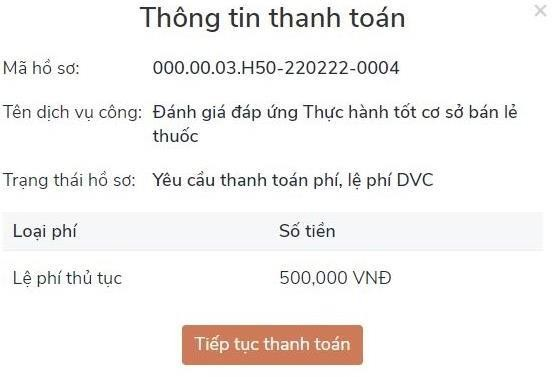 Thông tin thanh toán
×
Mã hồ sơ: 000.00.03.H50-220222-0004
Tên dịch vụ công: Đánh giá đáp ứng Thực hành tốt cơ sở bán lẻ
thuốc
Trạng thái hồ sơ: Yêu cầu thanh toán phí, lệ phí DVC
Loại phí Số tiền
Lệ phí thủ tục 500,000 VNĐ
Tiếp tục thanh toán